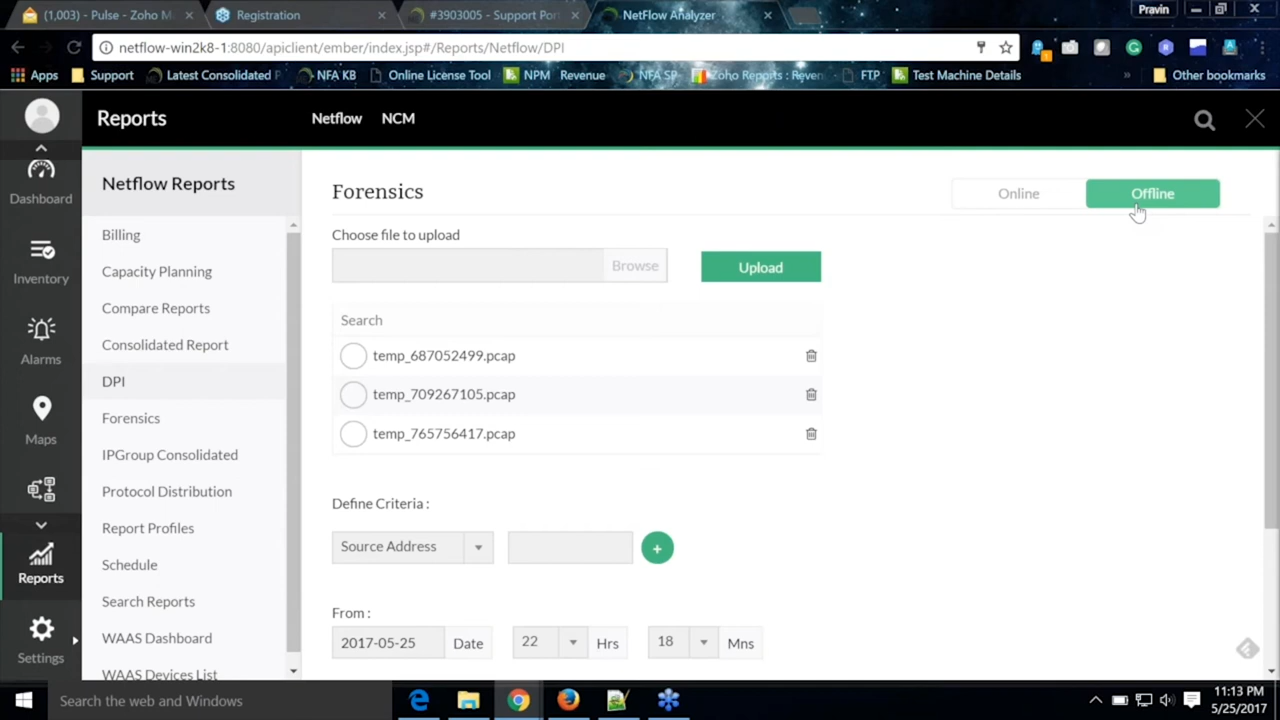 (1,003) - Pulse - Zoho M
Registration
#3903005 - Support Por
NetFlow Analyzer
Pravin
netflow-win2k8-1:8080/apiclient/ember/index.jsp#/Reports/Netflow/DPI
Apps
Support
Latest Consolidated P
NFA KB
Online License Tool
NPM
Revenue
NFA SP
Zoho Reports : Reven
FTP
Test Machine Details
»
Other bookmarks
Reports
Netflow
NCM
Dashboard
Inventory
Alarms
Maps
Reports
Settings
Netflow Reports
Billing
Capacity Planning
Compare Reports
Consolidated Report
DPI
Forensics
IPGroup Consolidated
Protocol Distribution
Report Profiles
Schedule
Search Reports
WAAS Dashboard
WAAS Devices List
Forensics
Online
Offline
Choose file to upload
Browse
Upload
Search
temp_687052499.pcap
temp_709267105.pcap
temp_765756417.pcap
Define Criteria :
Source Address
+
From :
2017-05-25
Date
22
Hrs
18
Mns
Search the web and Windows
11:13 PM
5/25/2017